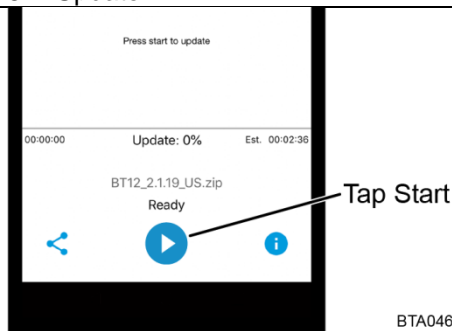 Update
Press start to update
00:00:00 Update: 0% Est. 00:02:36
BT12_2.1.19_US.zip
Ready
Tap Start
BTA046